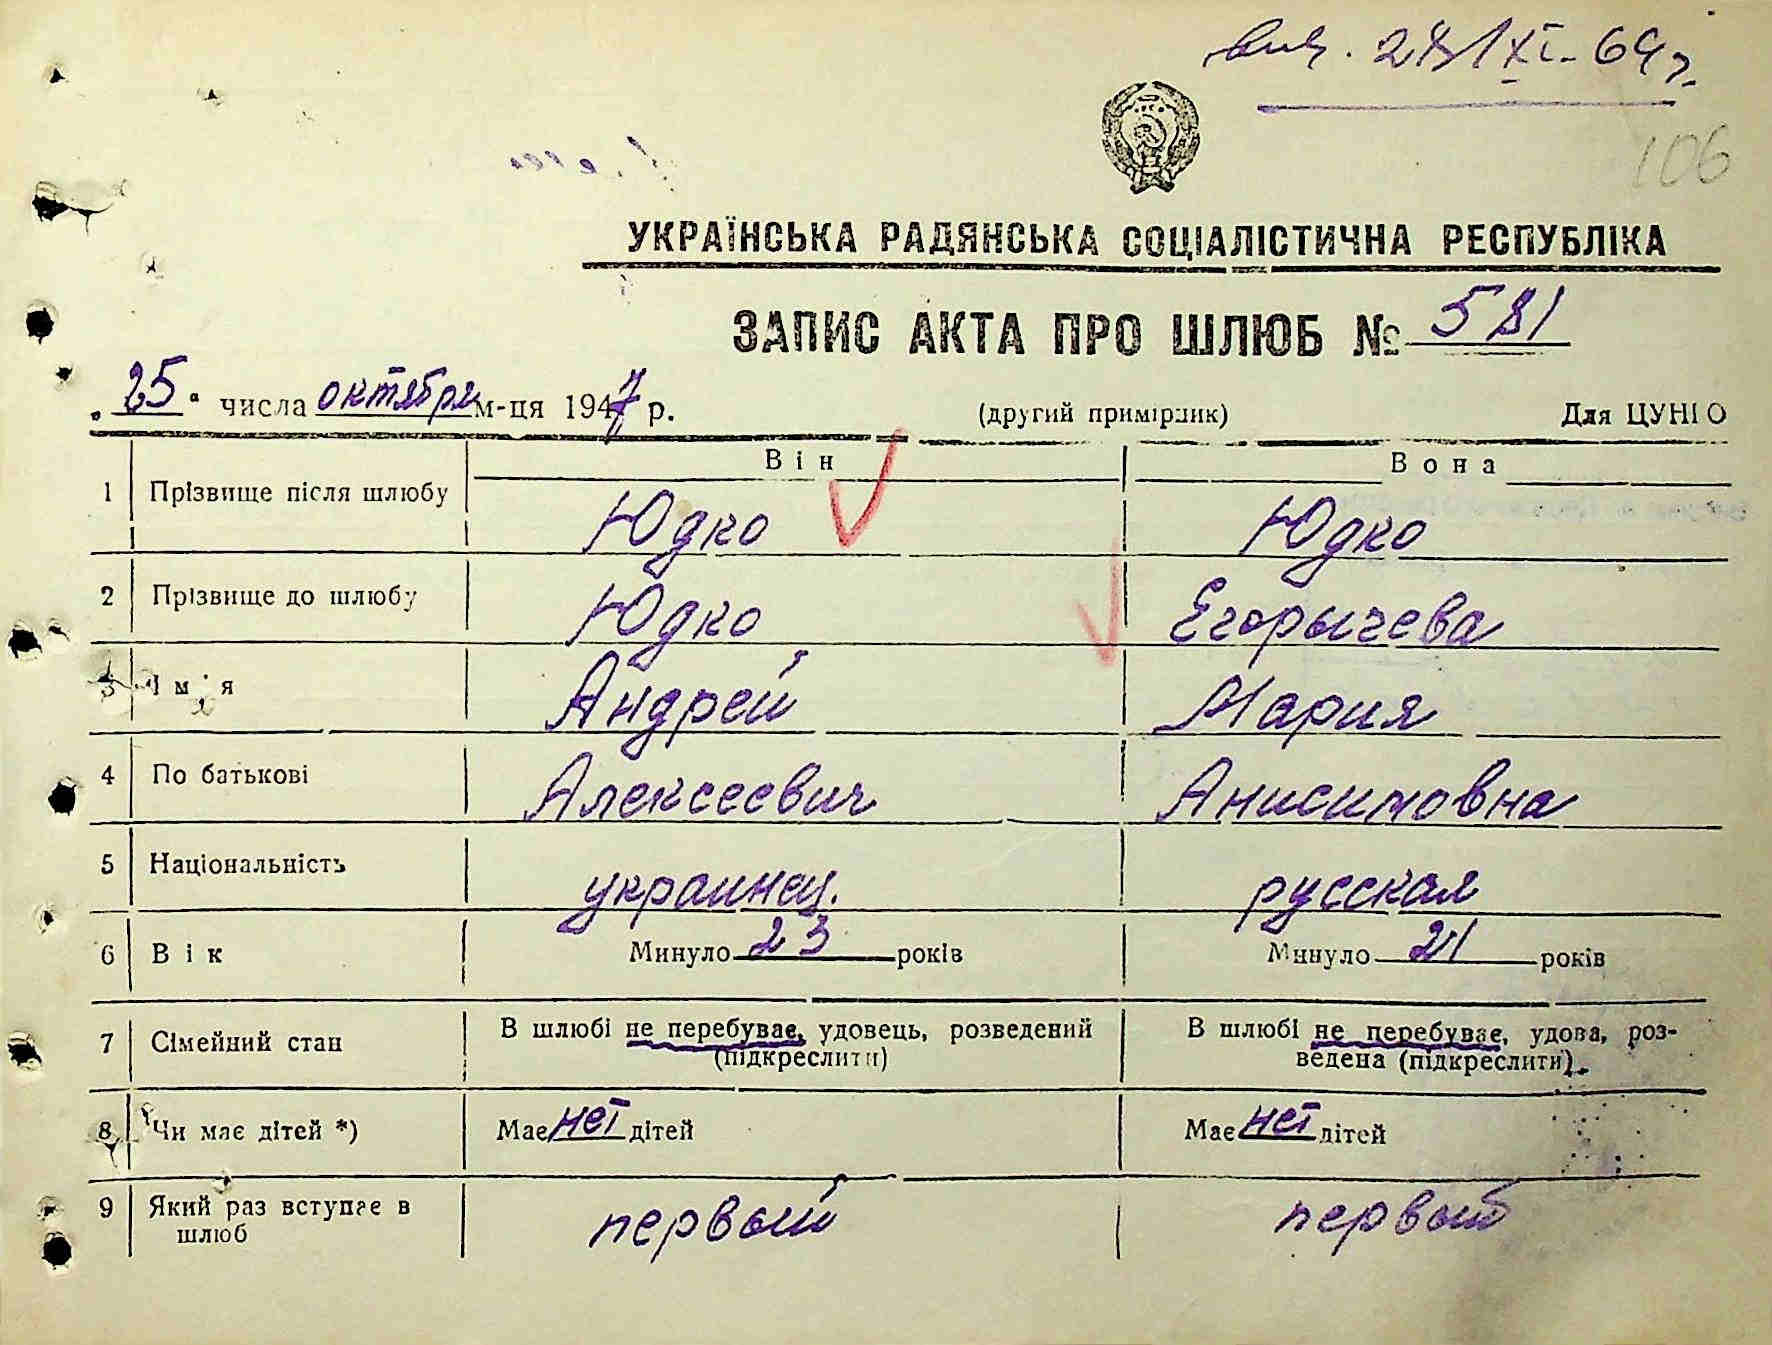 106
УКРАЇНСЬКА РАДЯНСЬКА СОЦІАЛІСТИЧНА РЕСПУБЛІКА
ЗАПИС АКТА ПРО ШЛЮБ № 581
„25“ числа октября м-ця 1947 р. (другий примірник) Для ЦУНГО
Він Вона
1 Прізвище після шлюбу Юдко Юдко
2 Прізвище до шлюбу Юдко Егорычева
3 Ім'я Андрей Мария
4 По батькові Алексеевич Анисимовна
5 Національність украинец. русская
6 Вік Минуло 23 років Минуло 21 років
7 Сімейний стан В шлюбі не перебуває, удовець, розведений (підкреслити) В шлюбі не перебуває, удова, роз-
ведена (підкреслити).
8 Чи має дітей *) Має нет дітей Має нет дітей
9 Який раз вступає в шлюб первый первый